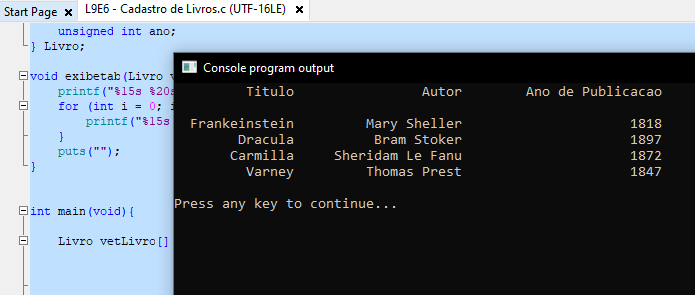 Start Page × L9E6 - Cadastro de Livros.c (UTF-16LE) ×
unsigned int ano;
} Livro;
void exibetab(Livro v
printf("%15s %20s
for (int i = 0; i
printf("%15s
}
puts("");
}
int main(void){
Livro vetLivro[]
Console program output
Titulo Autor Ano de Publicacao
Frankeinstein Mary Sheller 1818
Dracula Bram Stoker 1897
Carmilla Sheridam Le Fanu 1872
Varney Thomas Prest 1847
Press any key to continue...